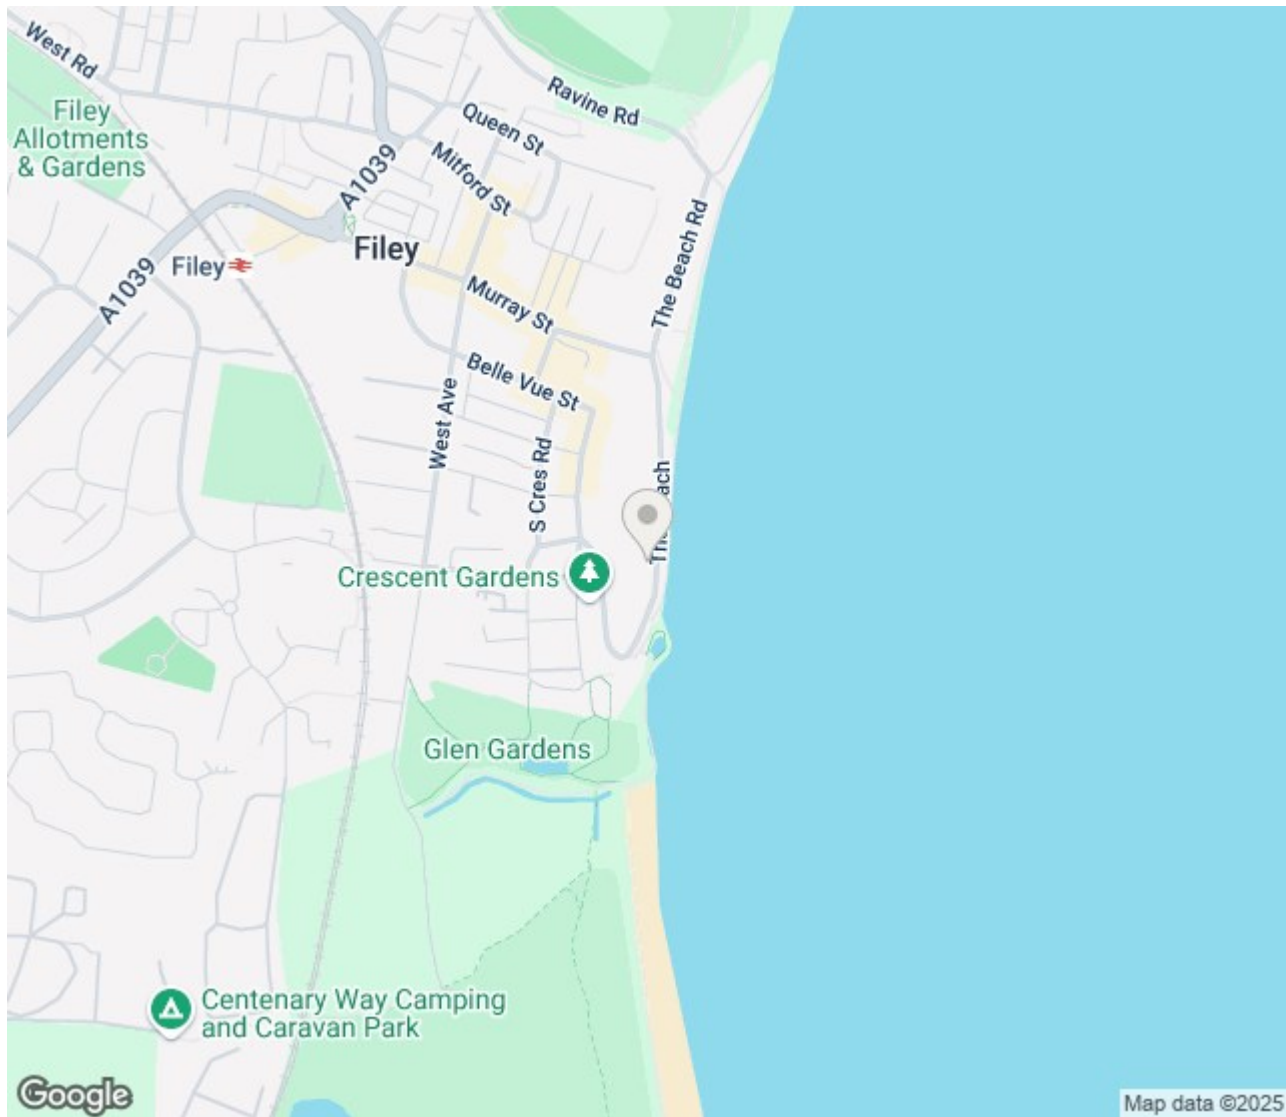 West Rd
Filey
Allotments
& Gardens
Ravine Rd
Queen St
Mitford St
A1039
Filey
Filey
A1039
The Beach Rd
Murray St
Belle Vue St
West Ave
S Cres Rd
Crescent Gardens
Glen Gardens
Centenary Way Camping
and Caravan Park
Google
Map data ©2025